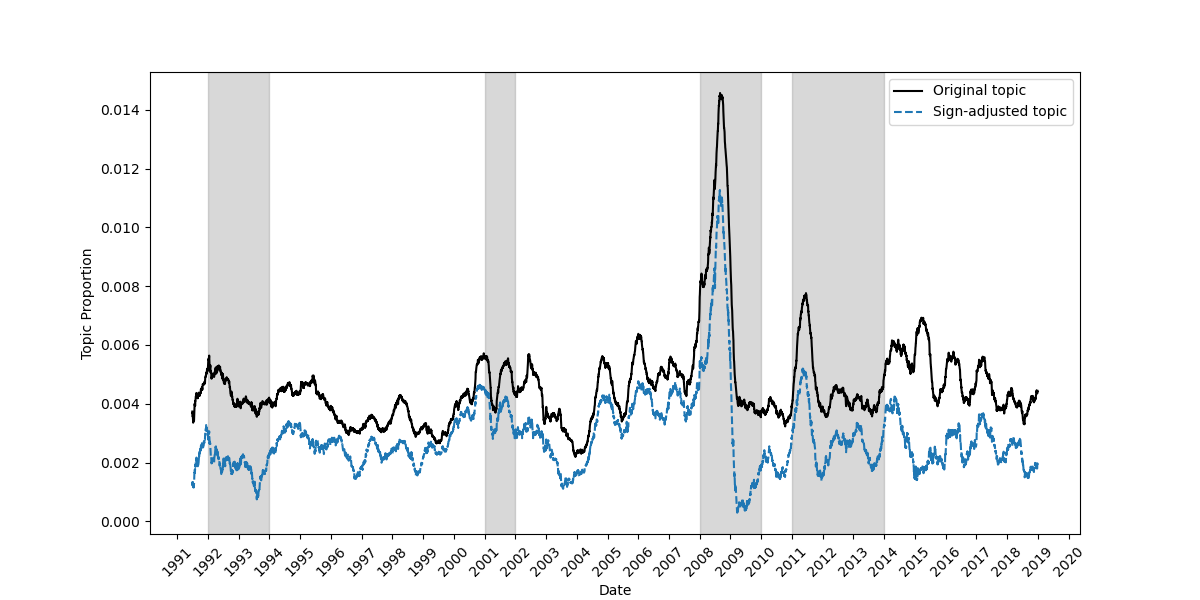 Original topic
Sign-adjusted topic
0.014
0.012
0.010
0.008
0.006
0.004
0.002
0.000
Topic Proportion
1991 1992 1993 1994 1995 1996 1997 1998 1999 2000 2001 2002 2003 2004 2005 2006 2007 2008 2009 2010 2011 2012 2013 2014 2015 2016 2017 2018 2019 2020
Date